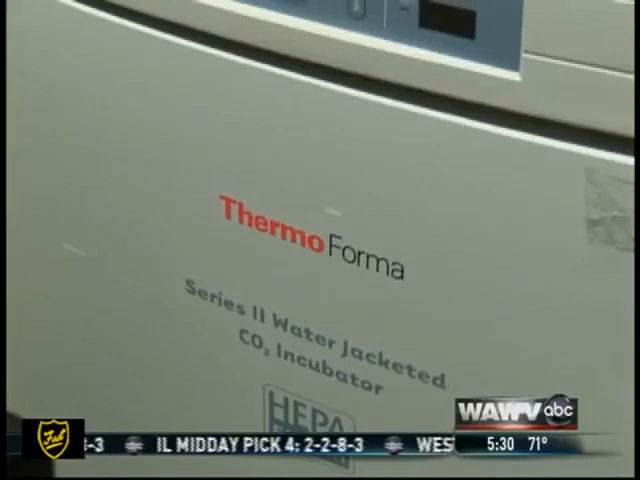 Thermo Forma
Series II Water Jacketed
CO₂ Incubator
HEPA
WAWV abc
-3 IL MIDDAY PICK 4: 2-2-8-3 WES 5:30 71°